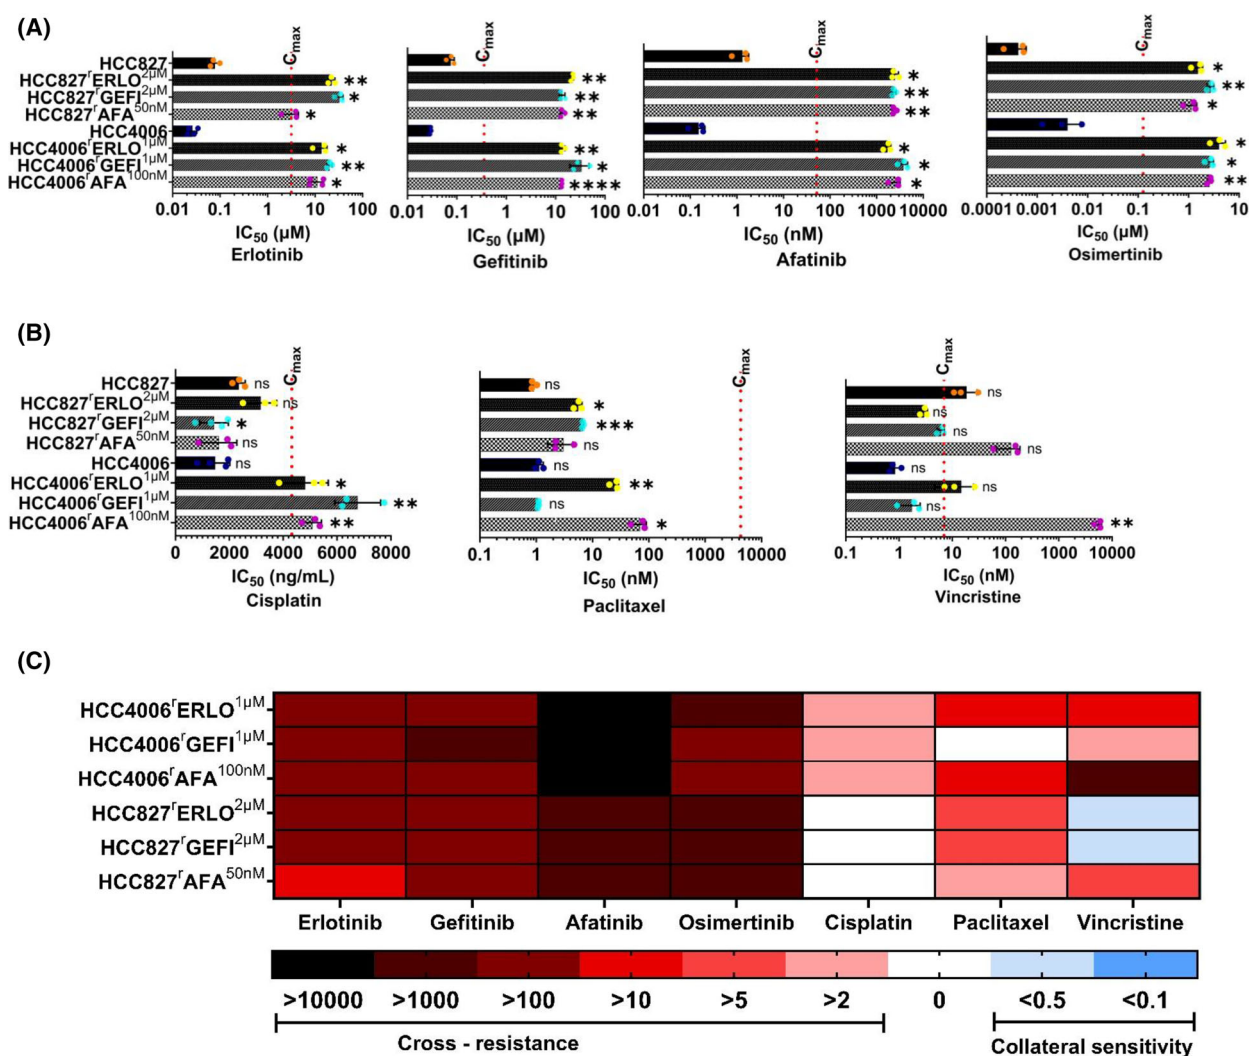 (A)
Cmax
Cmax
Cmax
Cmax
HCC827
HCC827rERLO2μM
HCC827rGEFI2μM
HCC827rAFA50nM
HCC4006
HCC4006rERLO1μM
HCC4006rGEFI1μM
HCC4006rAFA100nM
** ** * * ** *
** ** ** * ** * ****
* ** ** * * *
* ** * * * **
0.01 0.1 1 10 100
0.01 0.1 1 10 100
0.01 0.1 1 10 100 1000 10000 100000
0.0001 0.001 0.01 0.1 1 10
IC50 (μM)
Erlotinib
IC50 (μM)
Gefitinib
IC50 (nM)
Afatinib
IC50 (μM)
Osimertinib
(B)
Cmax
Cmax
Cmax
HCC827
HCC827rERLO2μM
HCC827rGEFI2μM
HCC827rAFA50nM
HCC4006
HCC4006rERLO1μM
HCC4006rGEFI1μM
HCC4006rAFA100nM
ns ns * ns ns * ** **
ns * *** ns ns ** ns *
ns ns ns ns ns ns ns **
0 20000 40000 60000 80000
0.1 1 10 100 1000 10000
0.1 1 10 100 1000 10000
IC50 (ng/mL)
Cisplatin
IC50 (nM)
Paclitaxel
IC50 (nM)
Vincristine
(C)
HCC4006rERLO1μM
HCC4006rGEFI1μM
HCC4006rAFA100nM
HCC827rERLO2μM
HCC827rGEFI2μM
HCC827rAFA50nM
Erlotinib Gefitinib Afatinib Osimertinib Cisplatin Paclitaxel Vincristine
>10000 >1000 >100 >10 >5 >2 0 <0.5 <0.1
Cross - resistance Collateral sensitivity